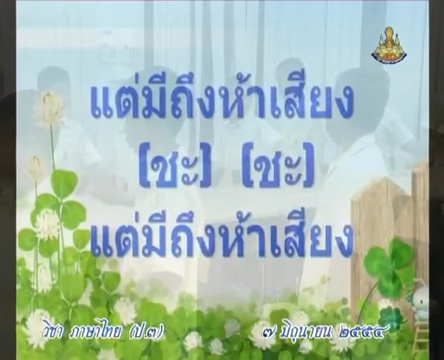 แต่มีถึงห้าเสียง
(ชะ) (ชะ)
แต่มีถึงห้าเสียง
วิชา ภาษาไทย (ป.๓) ๗ มิถุนายน ๒๕๕๔